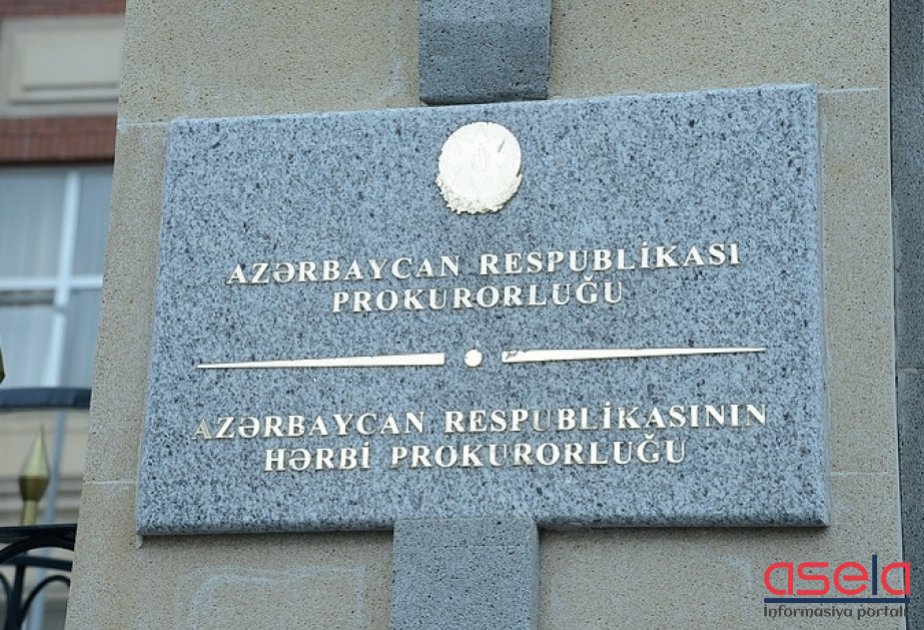 AZƏRBAYCAN RESPUBLİKASI
PROKURORLUĞU
AZƏRBAYCAN RESPUBLİKASININ
HƏRBİ PROKURORLUĞU
asela
İnformasiya portalı